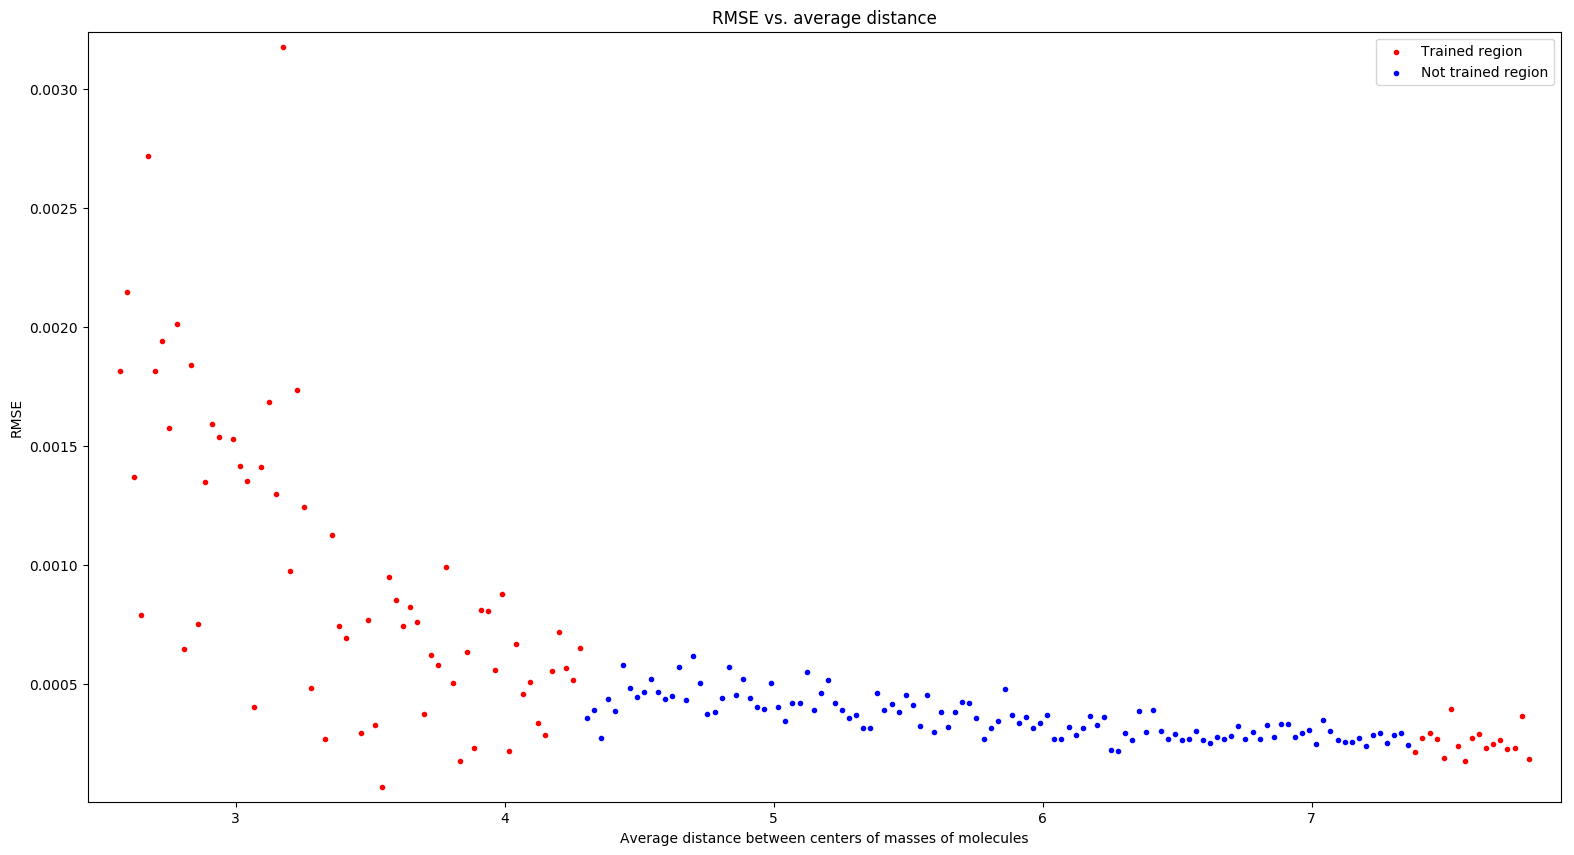 RMSE vs. average distance
Trained region
Not trained region
RMSE
0.0030
0.0025
0.0020
0.0015
0.0010
0.0005
3 4 5 6 7
Average distance between centers of masses of molecules